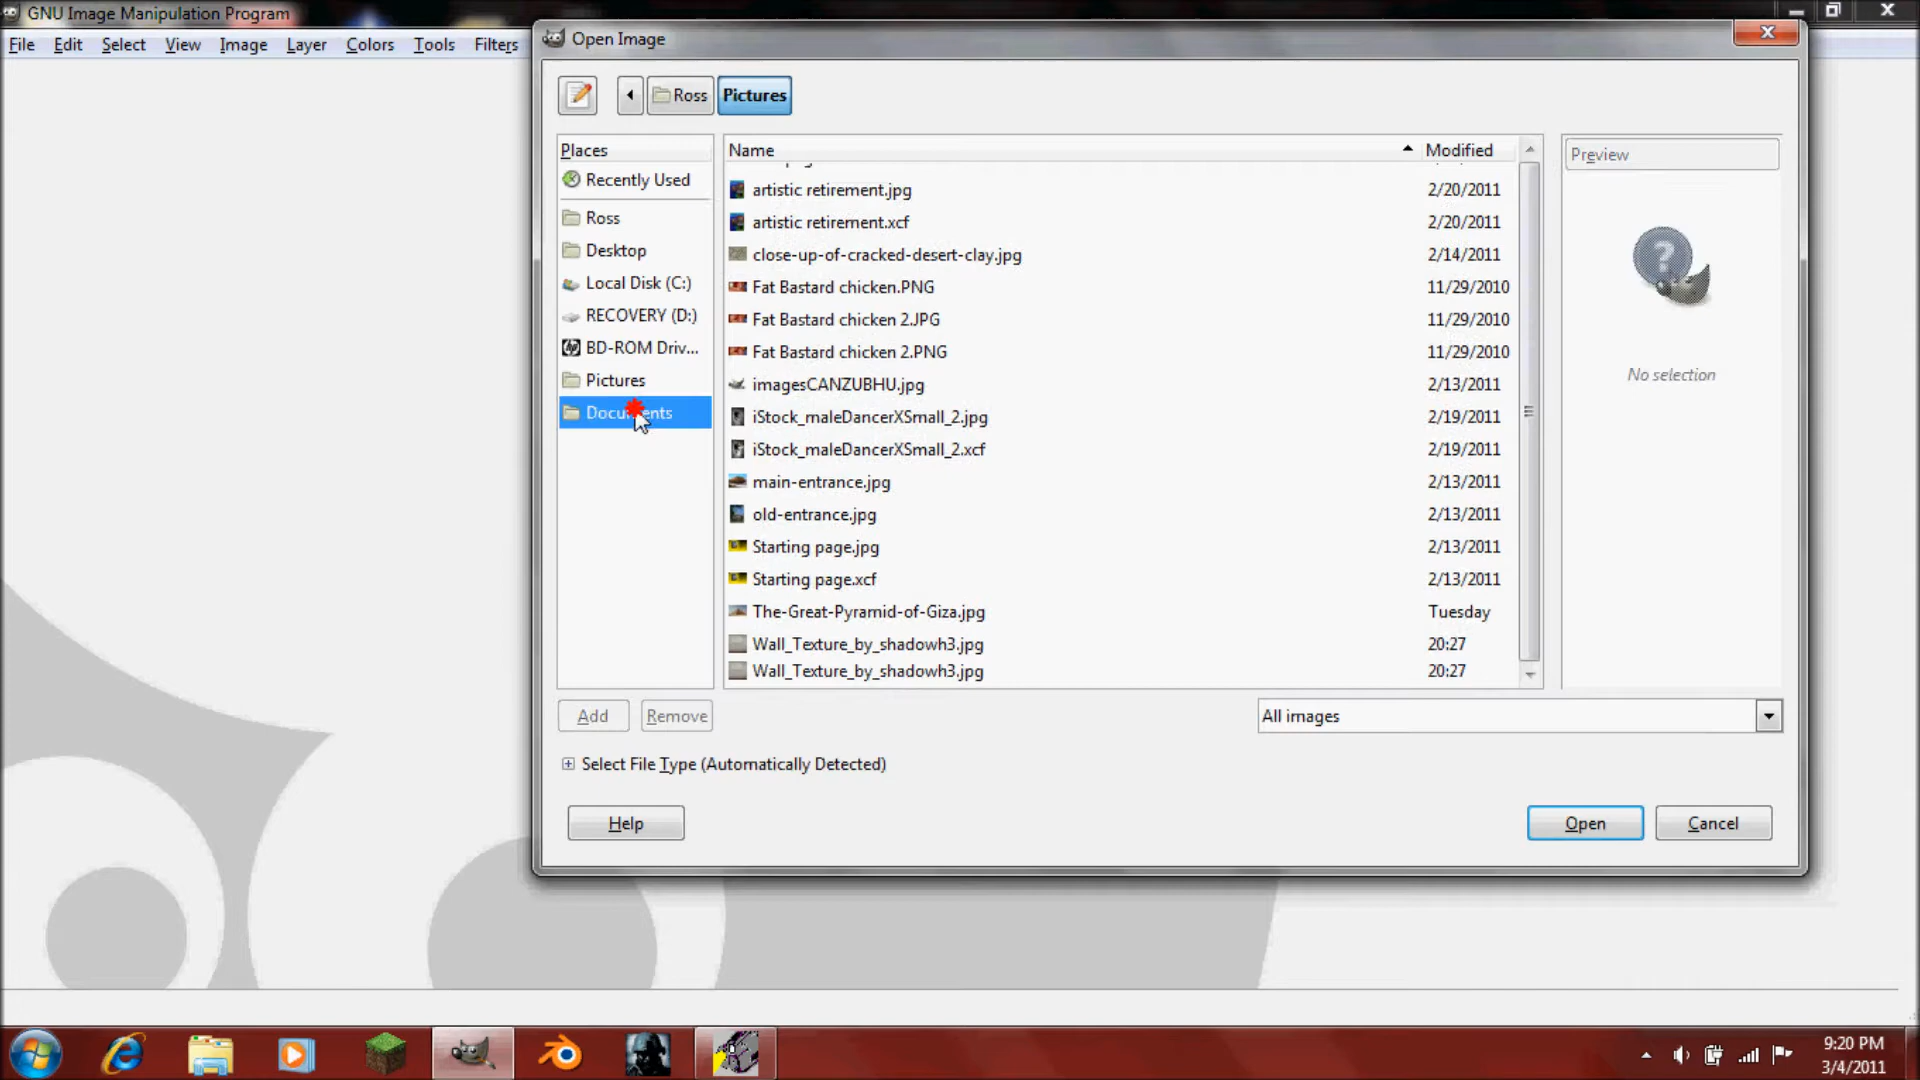 GNU Image Manipulation Program
File Edit Select View Image Layer Colors Tools Filters
Open Image
Ross Pictures
Places
Recently Used
Ross
Desktop
Local Disk (C:)
RECOVERY (D:)
BD-ROM Driv...
Pictures
Documents
Name Modified
artistic retirement.jpg 2/20/2011
artistic retirement.xcf 2/20/2011
close-up-of-cracked-desert-clay.jpg 2/14/2011
Fat Bastard chicken.PNG 11/29/2010
Fat Bastard chicken 2.JPG 11/29/2010
Fat Bastard chicken 2.PNG 11/29/2010
imagesCANZUBHU.jpg 2/13/2011
iStock_maleDancerXSmall_2.jpg 2/19/2011
iStock_maleDancerXSmall_2.xcf 2/19/2011
main-entrance.jpg 2/13/2011
old-entrance.jpg 2/13/2011
Starting page.jpg 2/13/2011
Starting page.xcf 2/13/2011
The-Great-Pyramid-of-Giza.jpg Tuesday
Wall_Texture_by_shadowh3.jpg 20:27
Wall_Texture_by_shadowh3.jpg 20:27
Preview
No selection
Add Remove
All images
Select File Type (Automatically Detected)
Help
Open Cancel
9:20 PM
3/4/2011